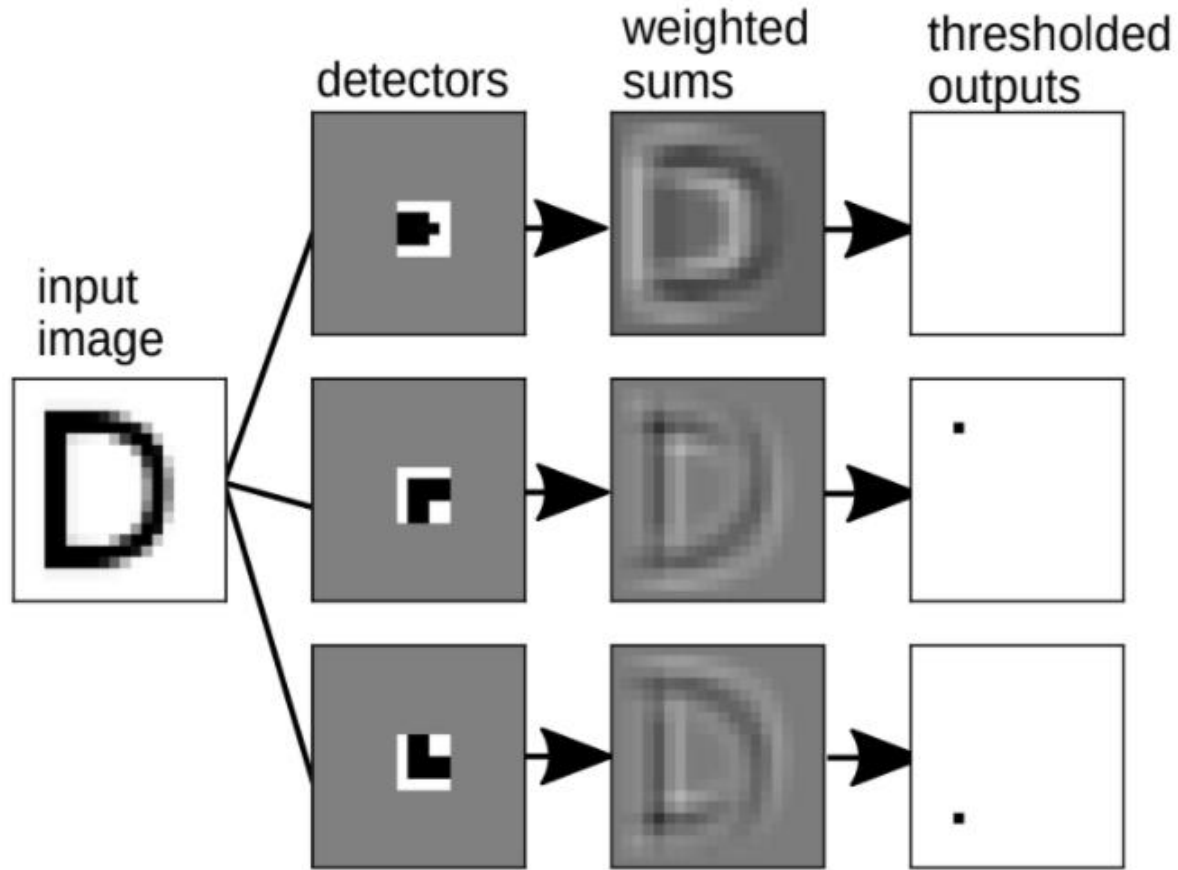 weighted
sums
thresholded
outputs
detectors
input
image
D